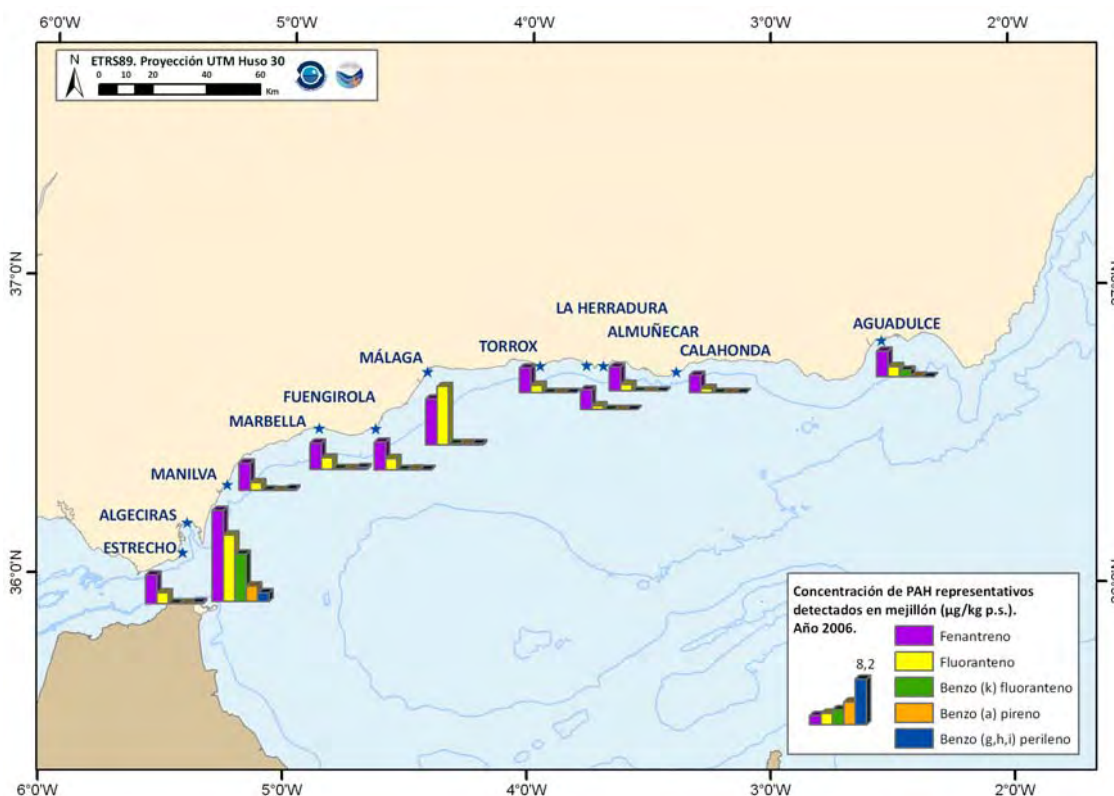 6°0'W 5°0'W 4°0'W 3°0'W 2°0'W
N ETRS89. Proyección UTM Huso 30
0 10 20 40 60
Km
37°0'N
LA HERRADURA
ALMUÑECAR
AGUADULCE
TORROX
CALAHONDA
MÁLAGA
FUENGIROLA
MARBELLA
MANILVA
ALGECIRAS
ESTRECHO
36°0'N
Concentración de PAH representativos
detectados en mejillón (µg/kg p.s.).
Año 2006.
8,2
Fenantreno
Fluoranteno
Benzo (k) fluoranteno
Benzo (a) pireno
Benzo (g,h,i) perileno
6°0'W 5°0'W 4°0'W 3°0'W 2°0'W